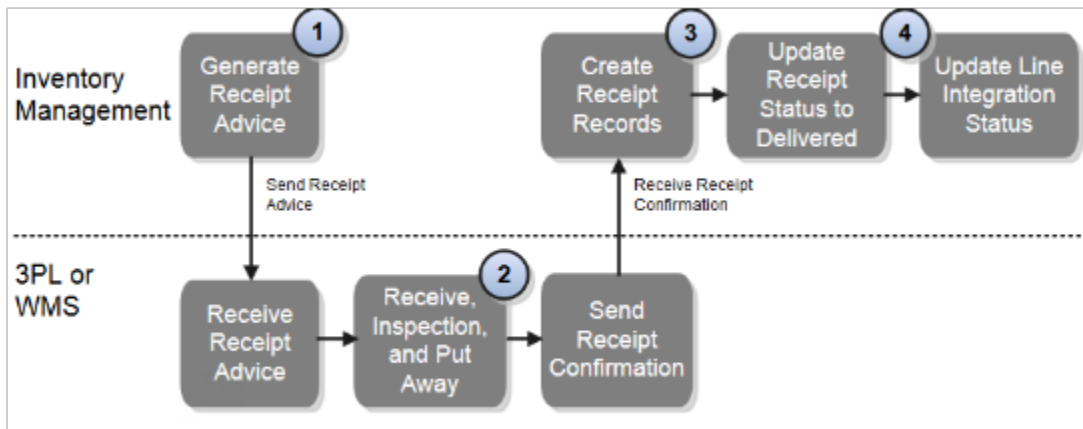 Inventory
Management
1
Generate
Receipt
Advice
3
Create
Receipt
Records
Update
Receipt
Status to
Delivered
4
Update Line
Integration
Status
Send Receipt
Advice
Receive Receipt
Confirmation
3PL or
WMS
Receive
Receipt
Advice
2
Receive,
Inspection,
and Put
Away
Send
Receipt
Confirmation